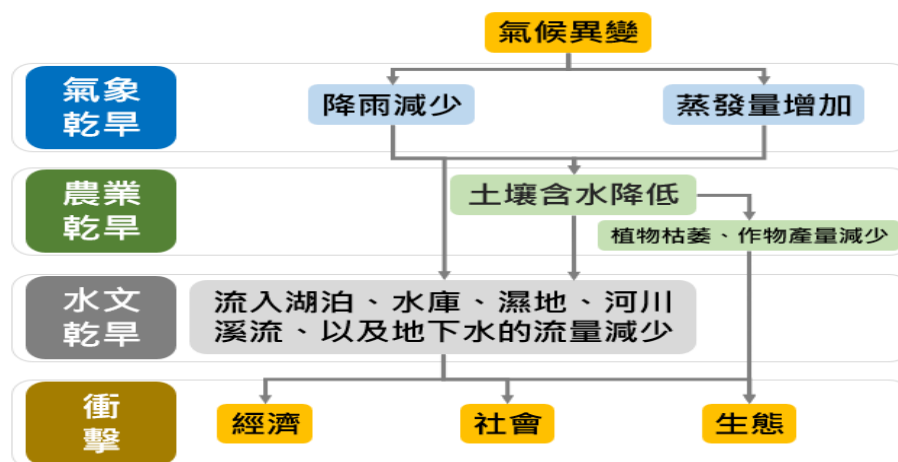 氣候異變
氣象
乾旱
降雨減少
蒸發量增加
農業
乾旱
土壤含水降低
植物枯萎、作物產量減少
水文
乾旱
流入湖泊、水庫、濕地、河川
溪流、以及地下水的流量減少
衝
擊
經濟
社會
生態